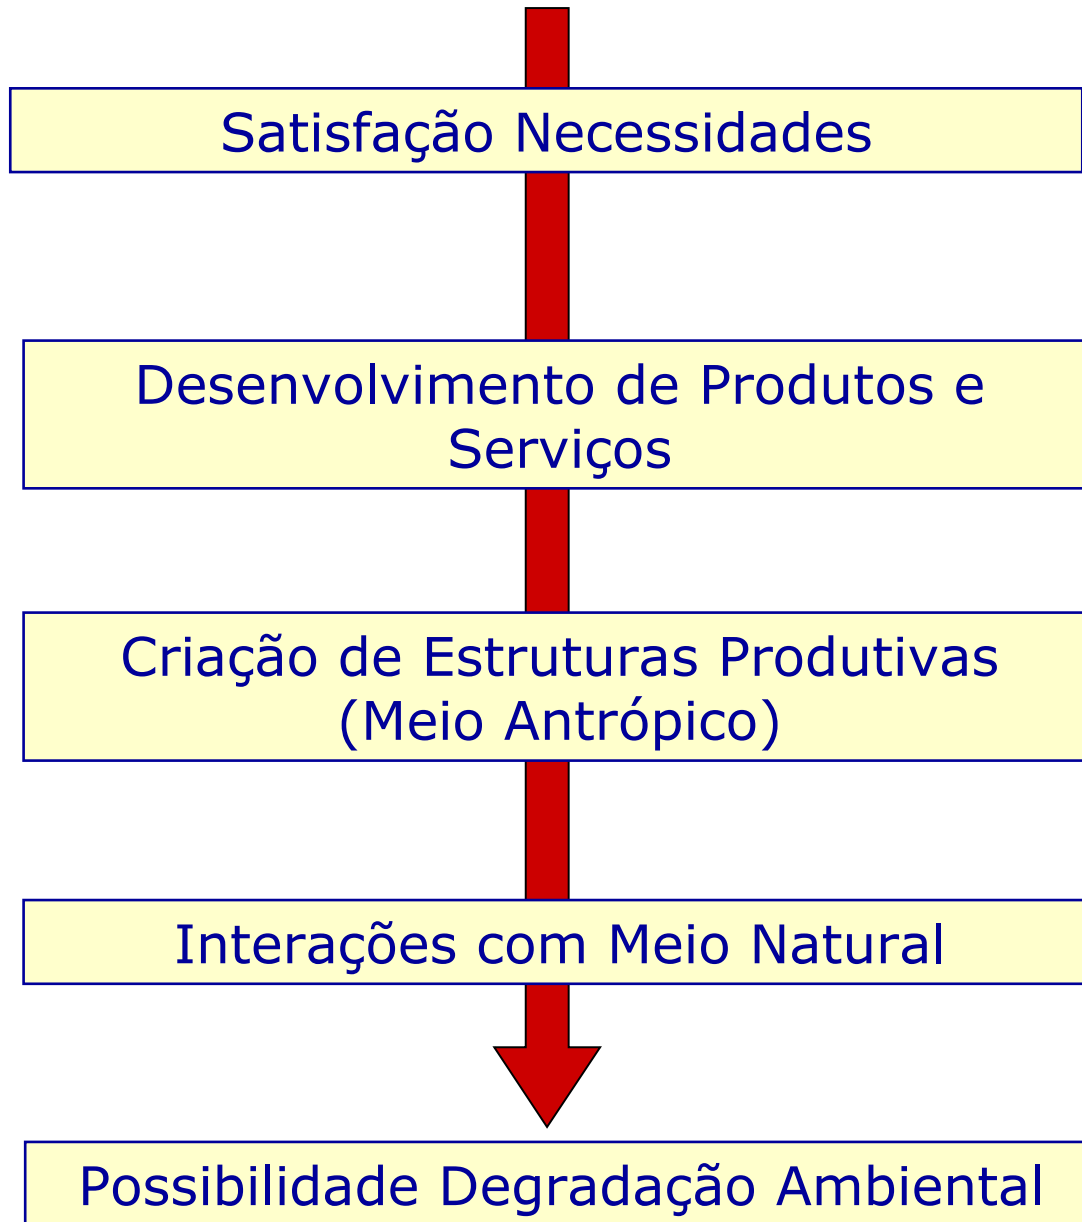 Satisfação Necessidades
Desenvolvimento de Produtos e
Serviços
Criação de Estruturas Produtivas
(Meio Antrópico)
Interações com Meio Natural
Possibilidade Degradação Ambiental